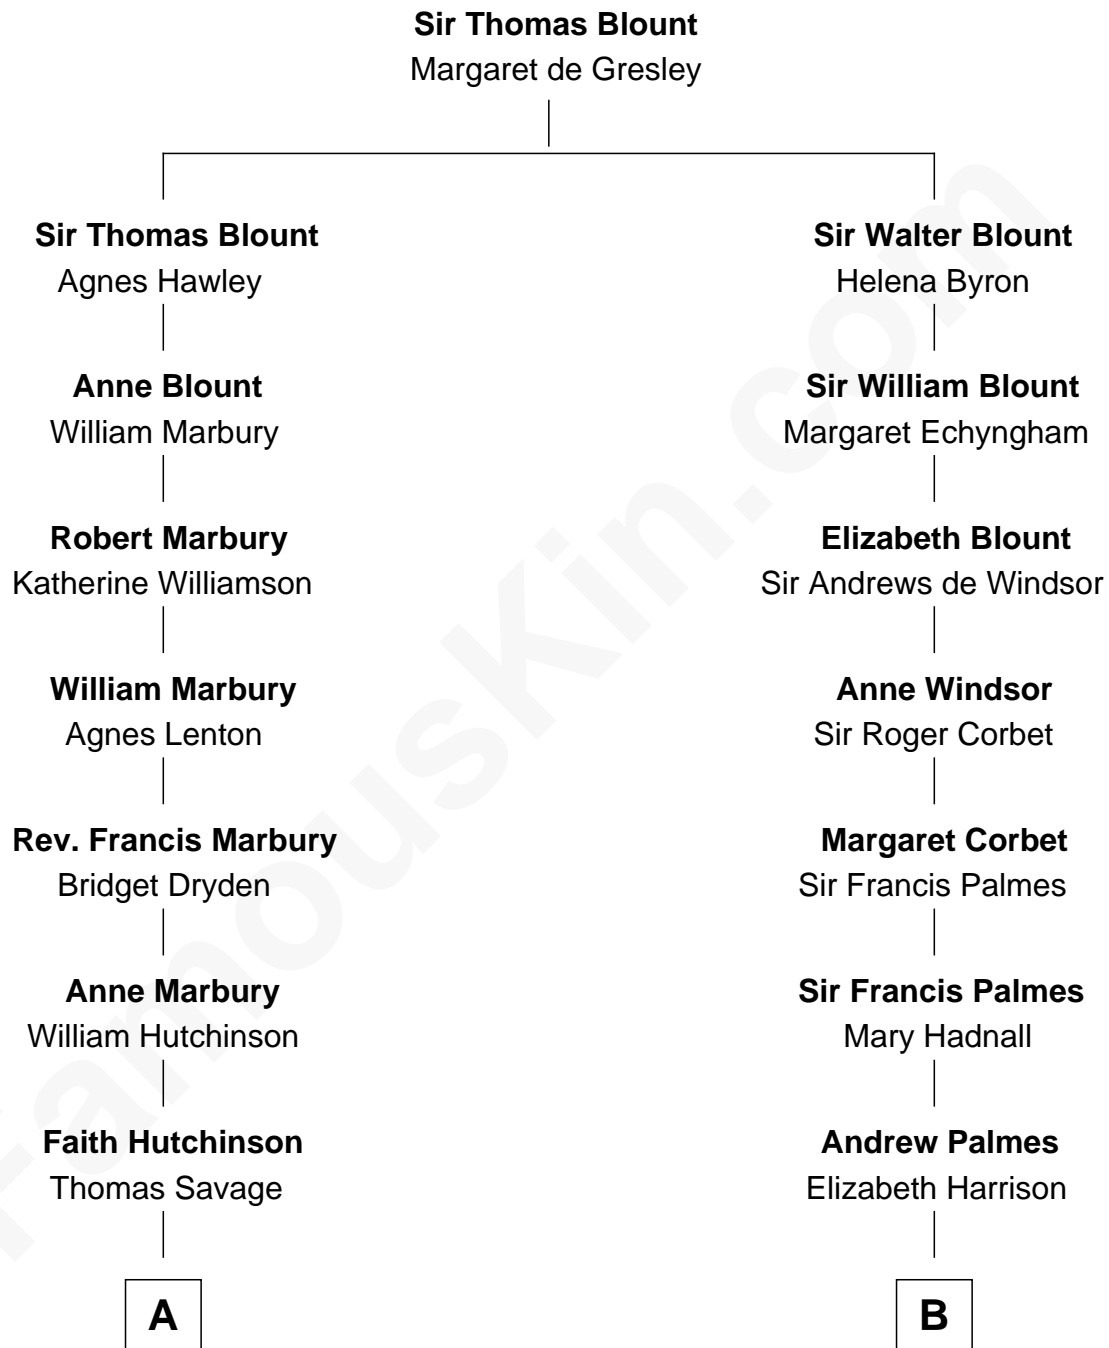 Sir Thomas Blount
Margaret de Gresley
Sir Thomas Blount
Agnes Hawley
Sir Walter Blount
Helena Byron
Anne Blount
William Marbury
Sir William Blount
Margaret Echyngham
Robert Marbury
Katherine Williamson
Elizabeth Blount
Sir Andrews de Windsor
William Marbury
Agnes Lenton
Anne Windsor
Sir Roger Corbet
Rev. Francis Marbury
Bridget Dryden
Margaret Corbet
Sir Francis Palmes
Anne Marbury
William Hutchinson
Sir Francis Palmes
Mary Hadnall
Faith Hutchinson
Thomas Savage
Andrew Palmes
Elizabeth Harrison
A
B
FamousKin.com